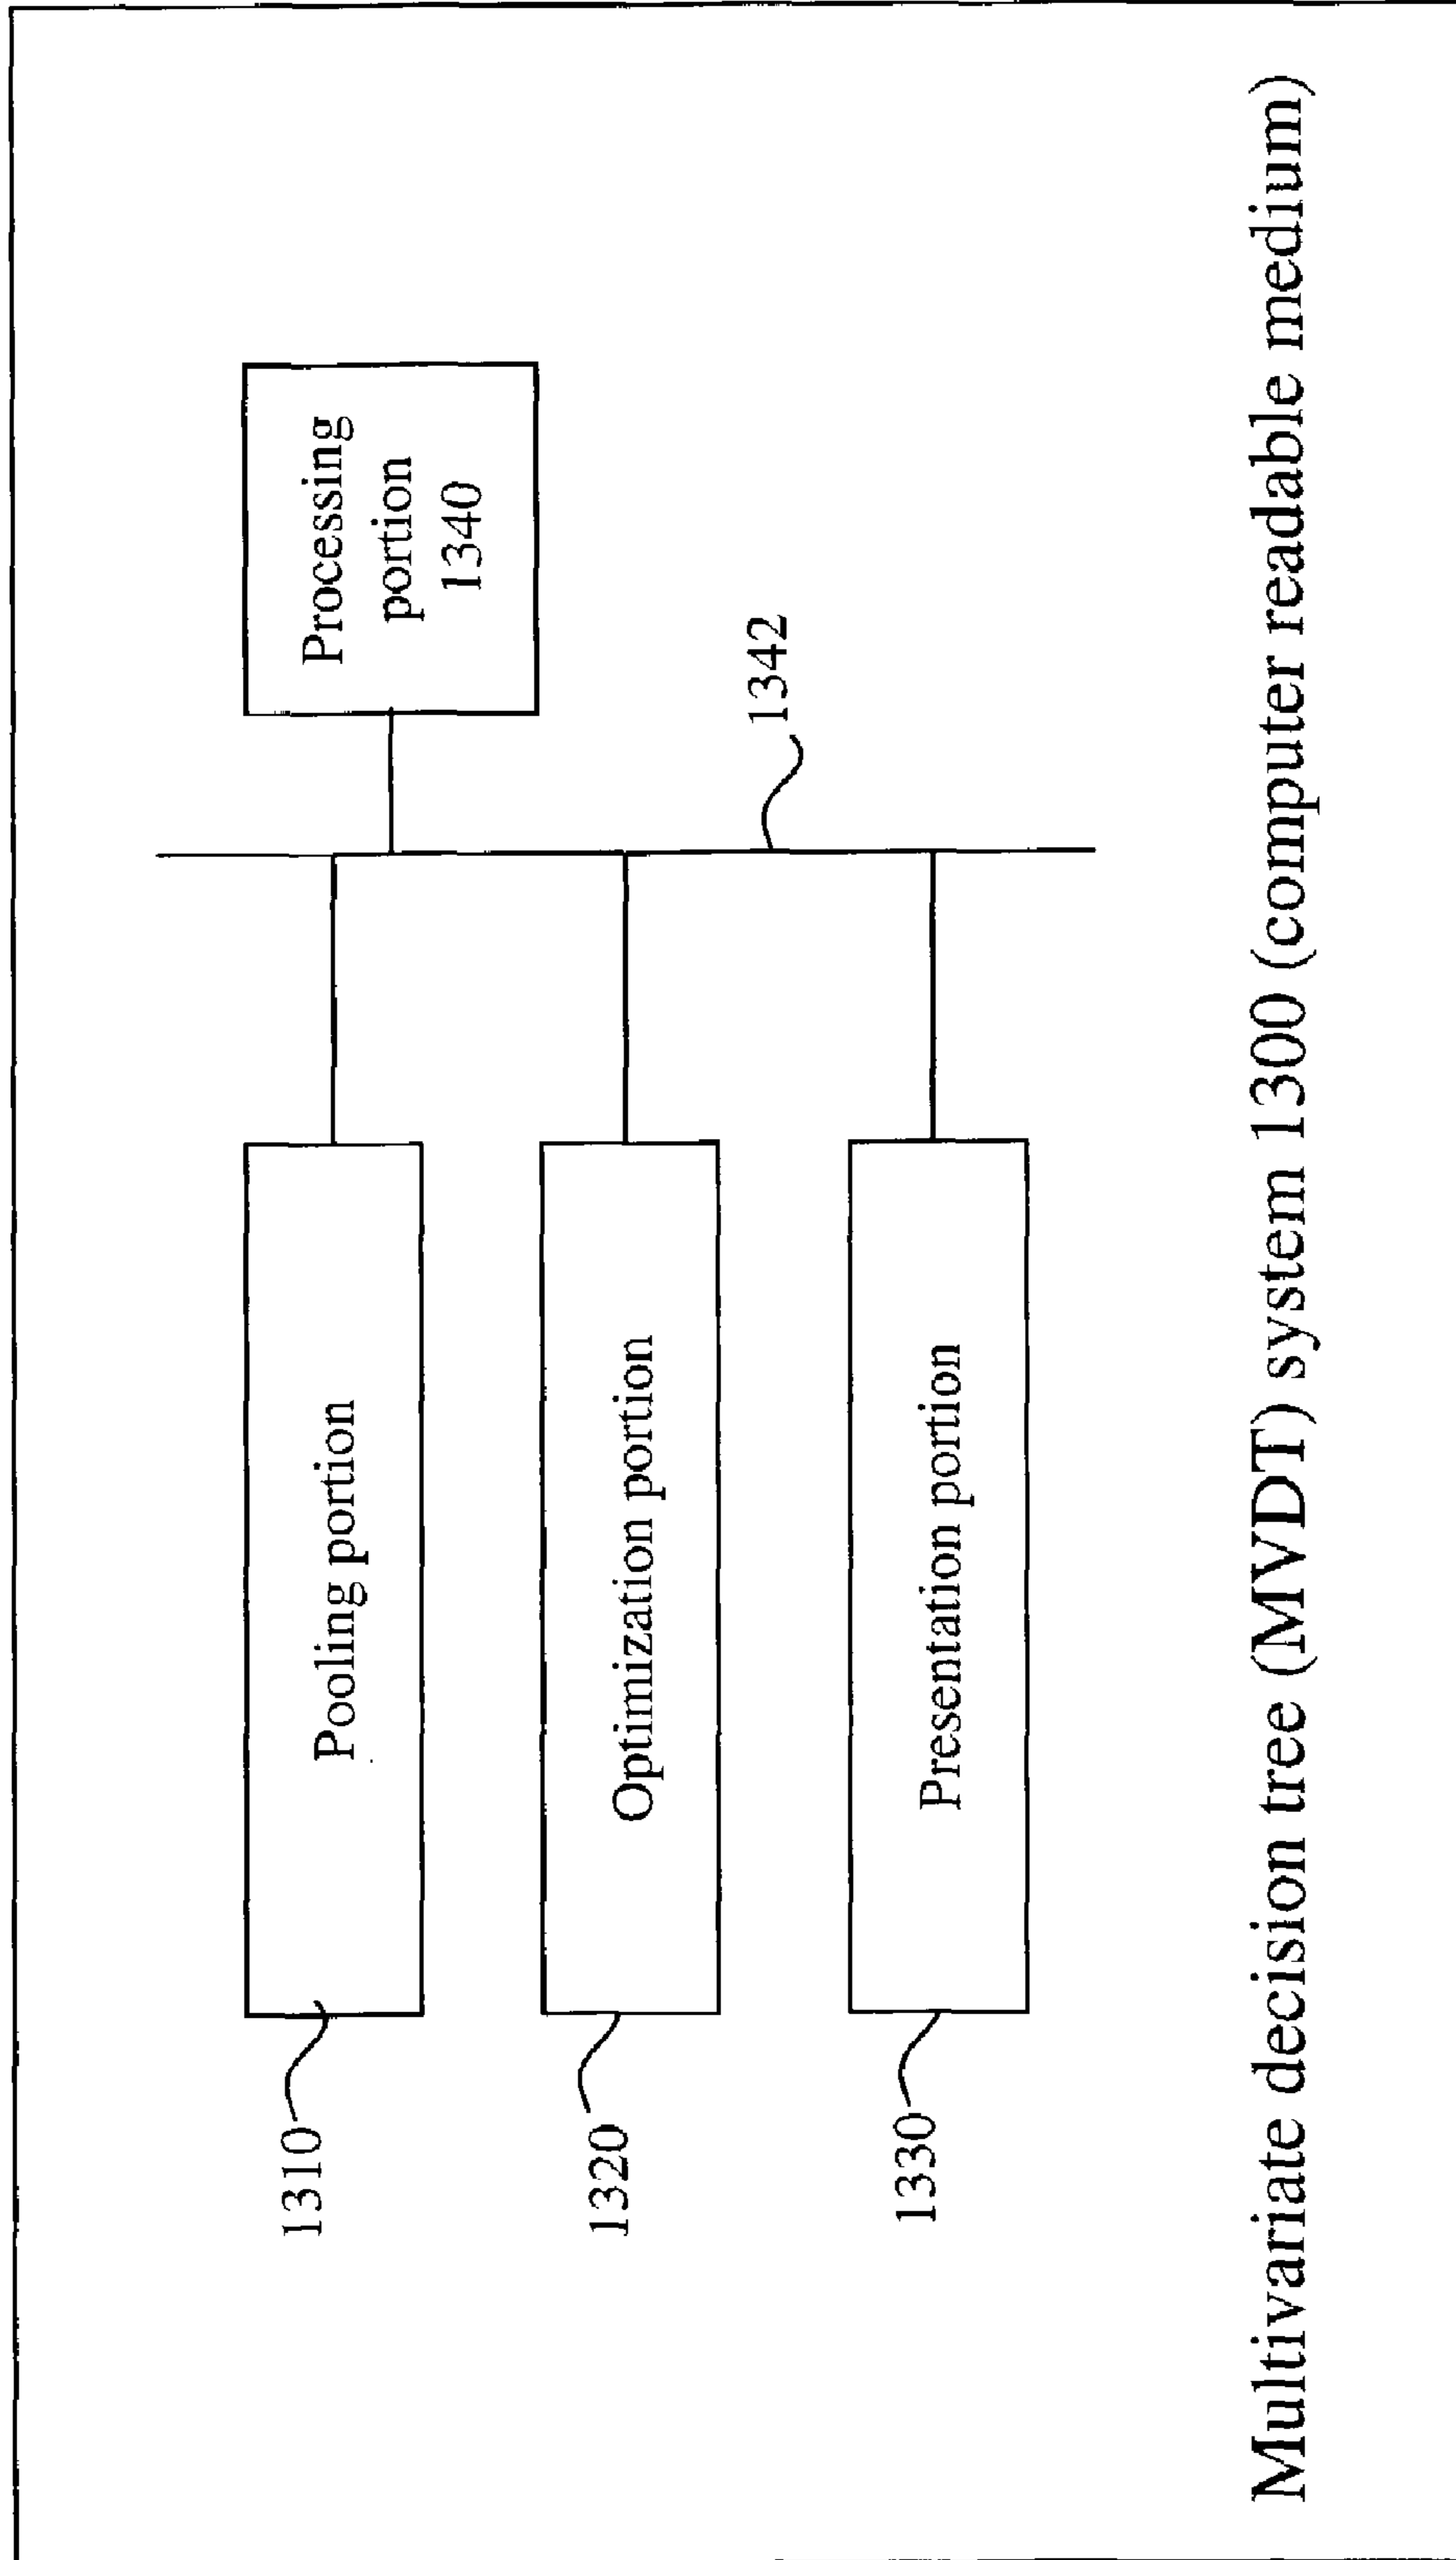 1310
Pooling portion
Processing
portion
1340
1320
Optimization portion
1342
1330
Presentation portion
Multivariate decision tree (MVDT) system 1300 (computer readable medium)